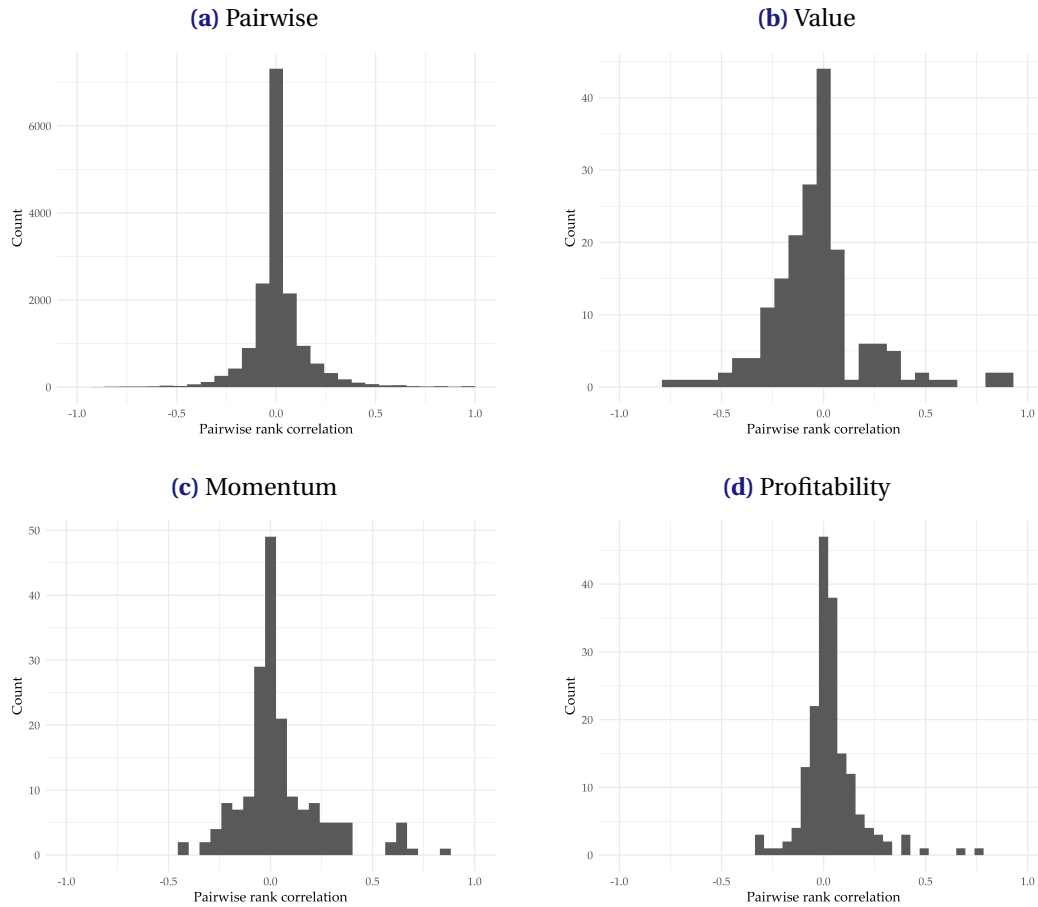 (a) Pairwise
6000
4000
2000
0
Count
-1.0 -0.5 0.0 0.5 1.0
Pairwise rank correlation
(b) Value
40
30
20
10
0
Count
-1.0 -0.5 0.0 0.5 1.0
Pairwise rank correlation
(c) Momentum
50
40
30
20
10
0
Count
-1.0 -0.5 0.0 0.5 1.0
Pairwise rank correlation
(d) Profitability
40
30
20
10
0
Count
-1.0 -0.5 0.0 0.5 1.0
Pairwise rank correlation